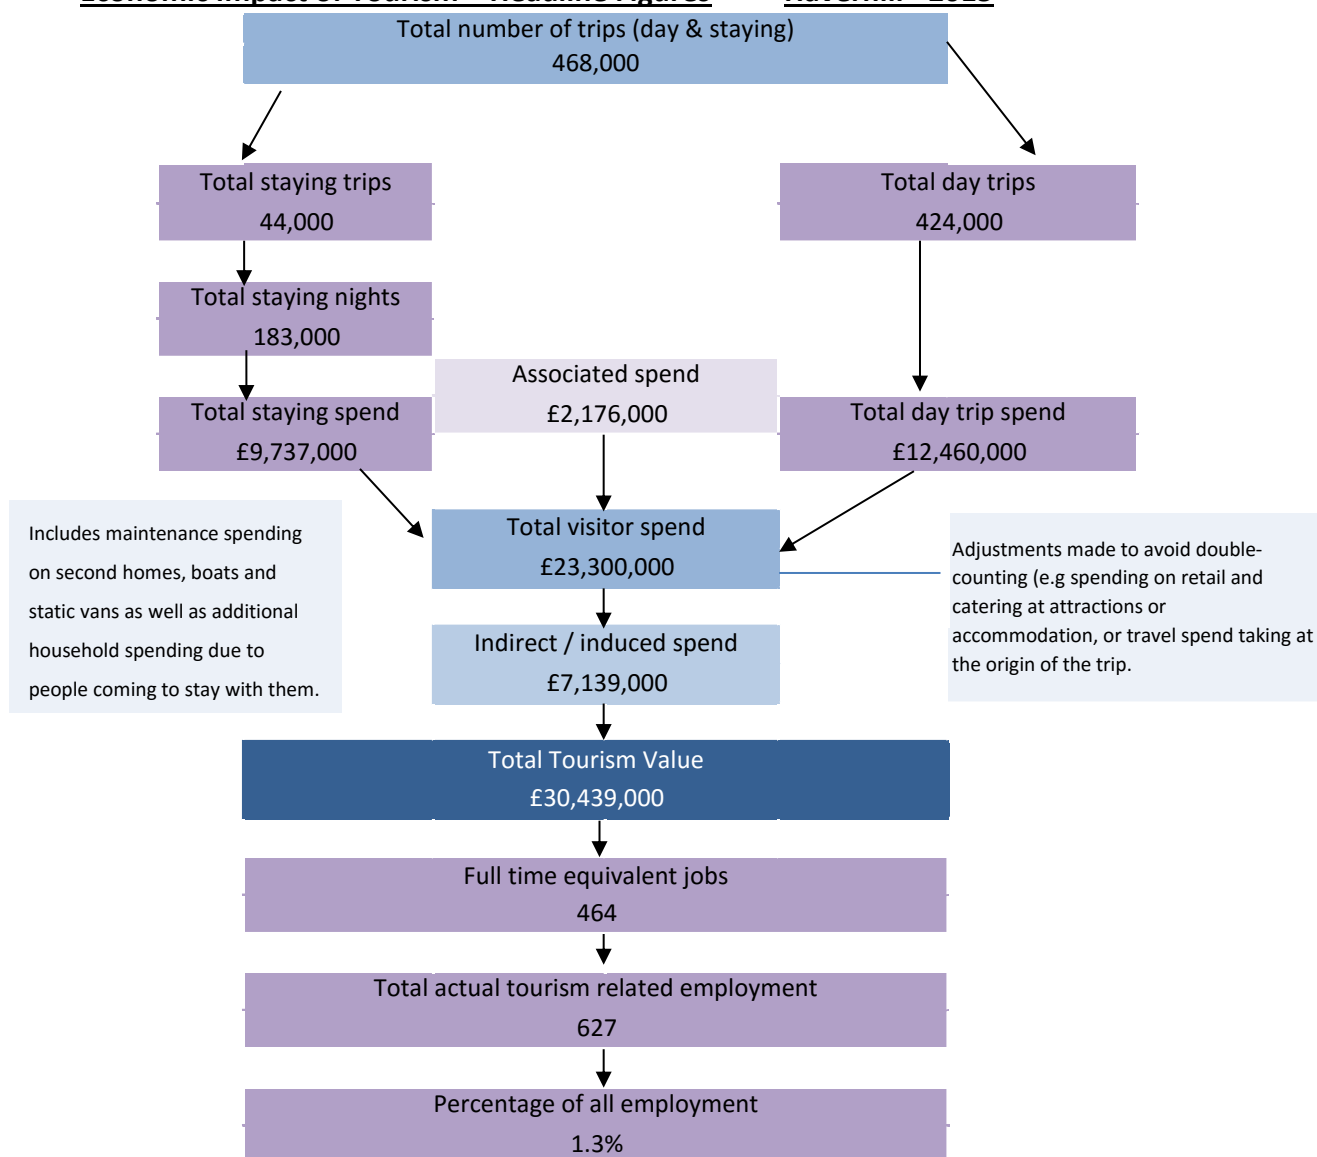 Total number of trips (day & staying)
468,000
Total staying trips
44,000
Total day trips
424,000
Total staying nights
183,000
Associated spend
£2,176,000
Total staying spend
£9,737,000
Total day trip spend
£12,460,000
Includes maintenance spending
on second homes, boats and
static vans as well as additional
household spending due to
people coming to stay with them.
Total visitor spend
£23,300,000
Adjustments made to avoid double-
counting (e.g spending on retail and
catering at attractions or
accommodation, or travel spend taking at
the origin of the trip.
Indirect / induced spend
£7,139,000
Total Tourism Value
£30,439,000
Full time equivalent jobs
464
Total actual tourism related employment
627
Percentage of all employment
1.3%